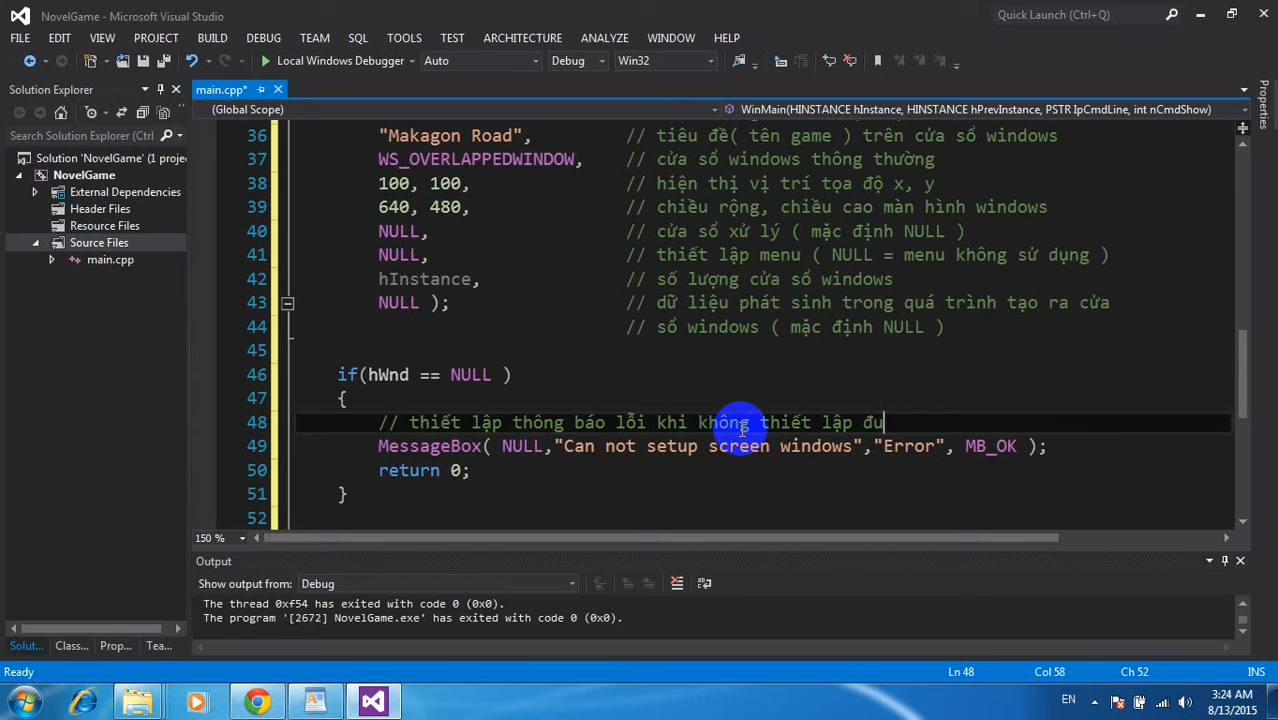 NovelGame - Microsoft Visual Studio
Quick Launch (Ctrl+Q)
FILE EDIT VIEW PROJECT BUILD DEBUG TEAM SQL TOOLS TEST ARCHITECTURE ANALYZE WINDOW HELP
Local Windows Debugger Auto Debug Win32
Solution Explorer
main.cpp*
Properties
(Global Scope)
WinMain(HINSTANCE hInstance, HINSTANCE hPrevInstance, PSTR IpCmdLine, int nCmdShow)
Search Solution Explorer (Ctrl
Solution 'NovelGame' (1 projec
NovelGame
External Dependencies
Header Files
Resource Files
Source Files
main.cpp
36 "Makagon Road", // tiêu đề( tên game ) trên cửa sổ windows
37 WS_OVERLAPPEDWINDOW, // cửa sổ windows thông thường
38 100, 100, // hiện thị vị trí tọa độ x, y
39 640, 480, // chiều rộng, chiều cao màn hình windows
40 NULL, // cửa sổ xử lý ( mặc định NULL )
41 NULL, // thiết lập menu ( NULL = menu không sử dụng )
42 hInstance, // số lượng cửa sổ windows
43 NULL ); // dữ liệu phát sinh trong quá trình tạo ra cửa
44 // sổ windows ( mặc định NULL )
45
46 if(hWnd == NULL )
47 {
48 // thiết lập thông báo lỗi khi không thiết lập đu
49 MessageBox( NULL,"Can not setup screen windows","Error", MB_OK );
50 return 0;
51 }
52
150 %
Output
Show output from: Debug
The thread 0xf54 has exited with code 0 (0x0).
The program '[2672] NovelGame.exe' has exited with code 0 (0x0).
Solut... Class... Prop... Tea...
Ready Ln 48 Col 58 Ch 52 INS
EN
3:24 AM
8/13/2015